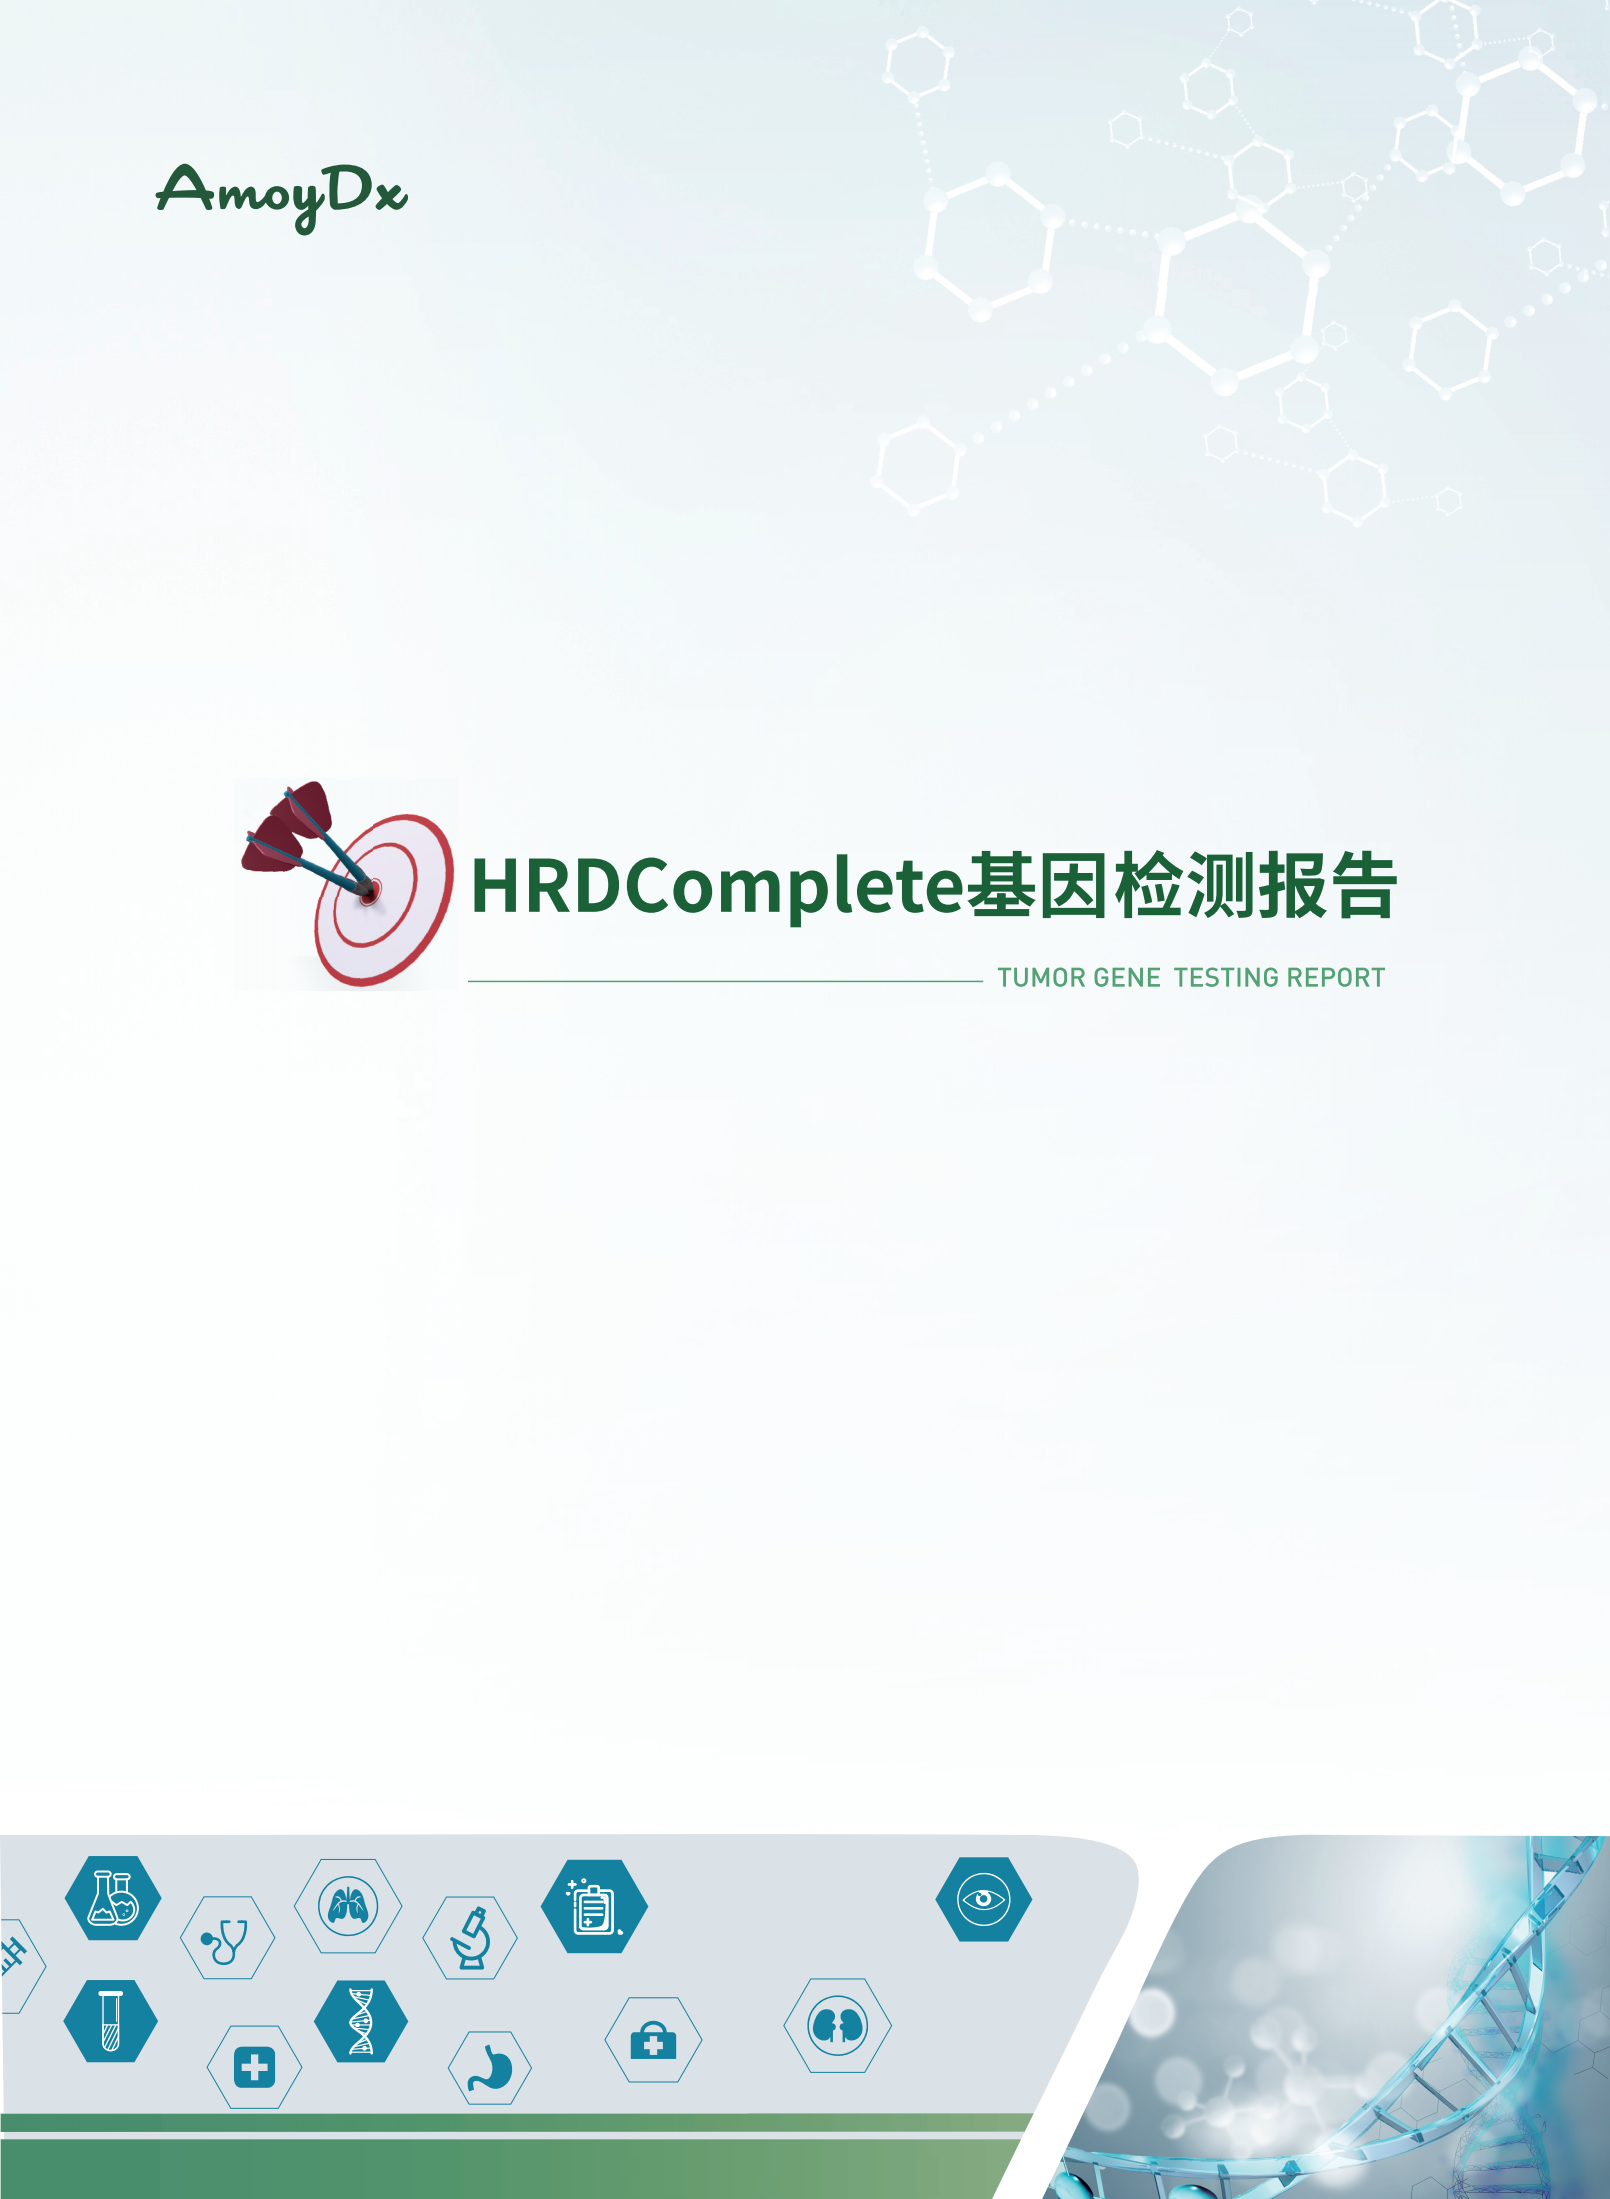 AmoyDx
HRDComplete基因检测报告
TUMOR GENE TESTING REPORT